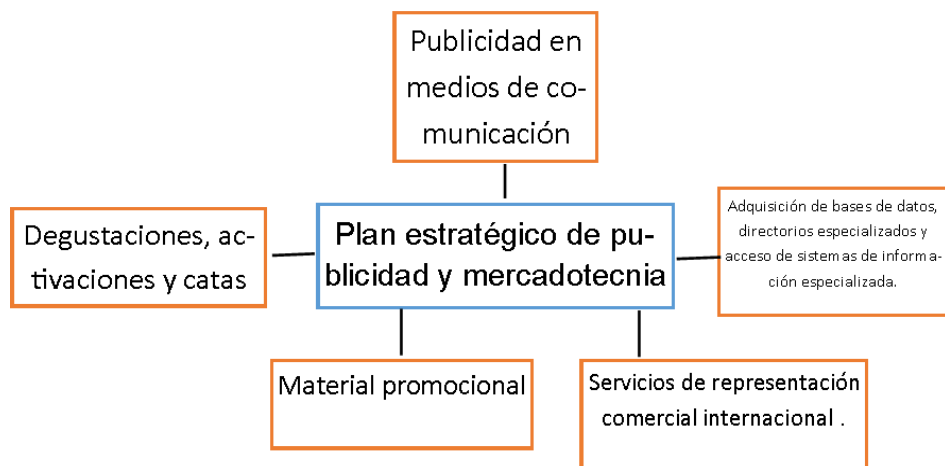 Publicidad en
medios de co-
municación
Degustaciones, ac-
tivaciones y catas
Plan estratégico de pu-
blicidad y mercadotecnia
Adquisición de bases de datos,
directorios especializados y
acceso de sistemas de informa-
ción especializada.
Material promocional
Servicios de representación
comercial internacional .